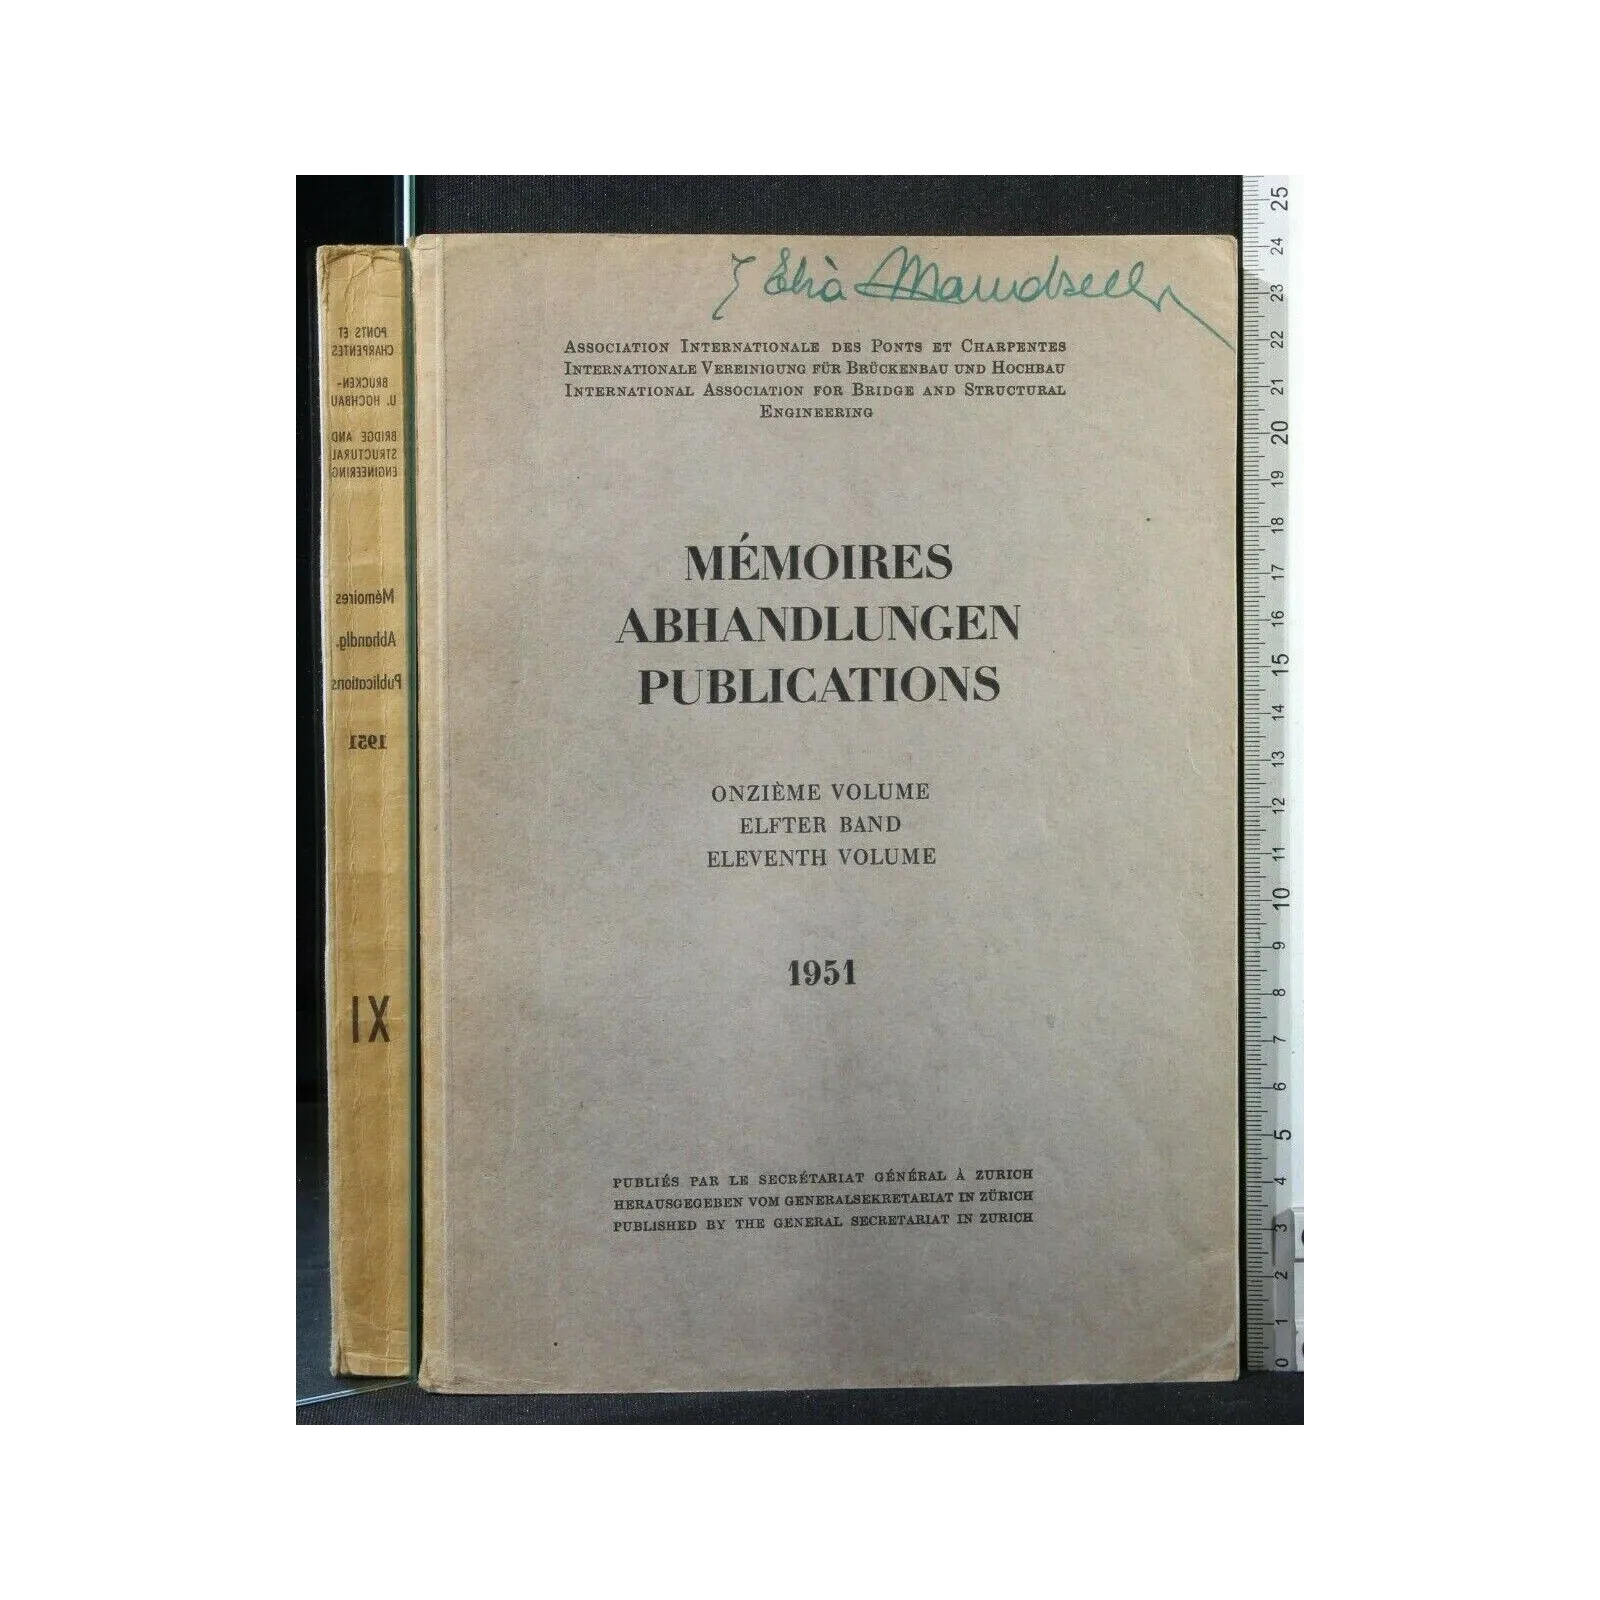 Elia
ASSOCIATION INTERNATIONALE DES PONTS ET CHARPENTES
INTERNATIONALE VEREINIGUNG FÜR BRÜCKENBAU UND HOCHBAU
INTERNATIONAL ASSOCIATION FOR BRIDGE AND STRUCTURAL
ENGINEERING
MÉMOIRES
ABHANDLUNGEN
PUBLICATIONS
ONZIÈME VOLUME
ELFTER BAND
ELEVENTH VOLUME
1951
PUBLIÉS PAR LE SECRÉTARIAT GÉNÉRAL À ZURICH
HERAUSGEGEBEN VOM GENERALSEKRETARIAT IN ZÜRICH
PUBLISHED BY THE GENERAL SECRETARIAT IN ZURICH
PONTS ET
CHARPENTES
BRÜCKEN-
U. HOCHBAU
BRIDGE AND
STRUCTURAL
ENGINEERING
Mémoires
Abhandlg.
Publications
1951
XI
25
24
23
22
21
20
19
18
17
16
15
14
13
12
11
10
9
8
7
6
5
4
3
2
1
0